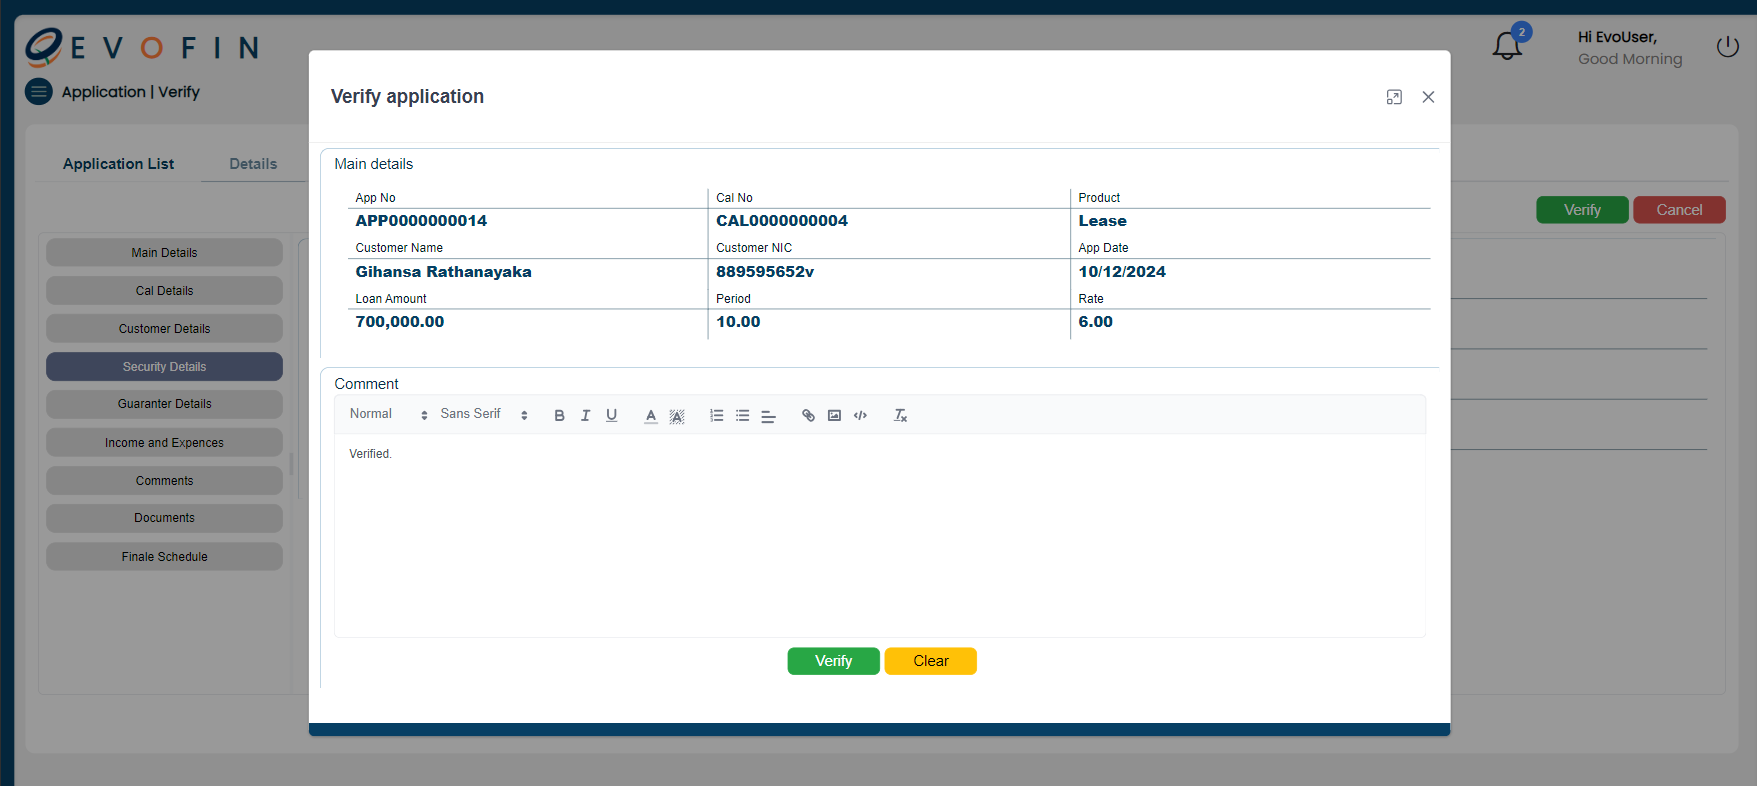 EVOFIN
2
Hi EvoUser,
Good Morning
Application | Verify
Application List
Details
Verify
Cancel
Main Details
Cal Details
Customer Details
Security Details
Guaranter Details
Income and Expences
Comments
Documents
Finale Schedule
Verify application
Main details
App No
Cal No
Product
APP0000000014
CAL0000000004
Lease
Customer Name
Customer NIC
App Date
Gihansa Rathanayaka
889595652v
10/12/2024
Loan Amount
Period
Rate
700,000.00
10.00
6.00
Comment
Normal
Sans Serif
Verified.
Verify
Clear